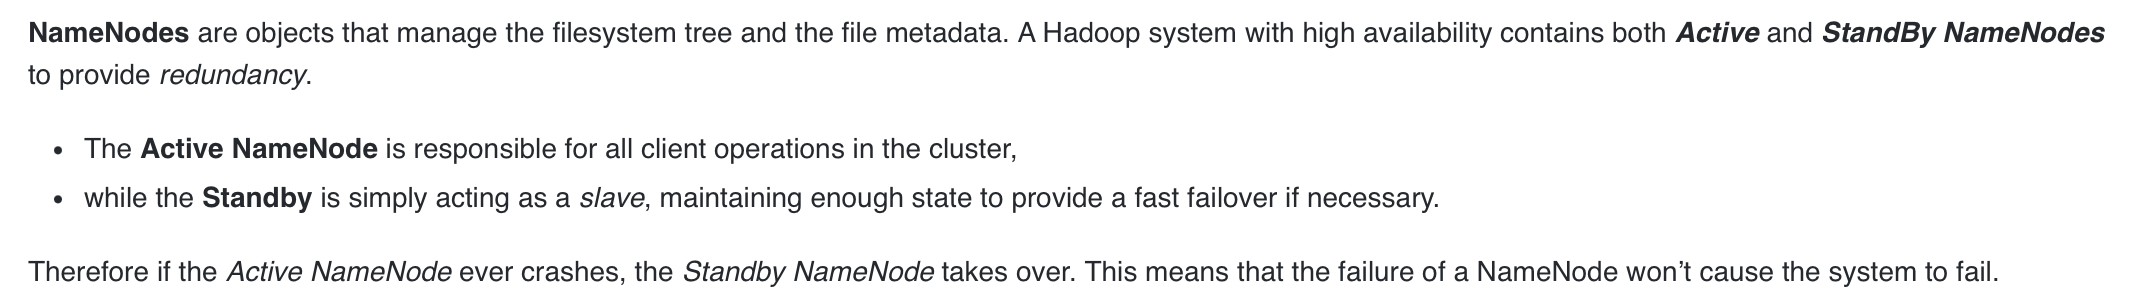 NameNodes are objects that manage the filesystem tree and the file metadata. A Hadoop system with high availability contains both Active and StandBy NameNodes
to provide redundancy.
• The Active NameNode is responsible for all client operations in the cluster,
• while the Standby is simply acting as a slave, maintaining enough state to provide a fast failover if necessary.
Therefore if the Active NameNode ever crashes, the Standby NameNode takes over. This means that the failure of a NameNode won’t cause the system to fail.